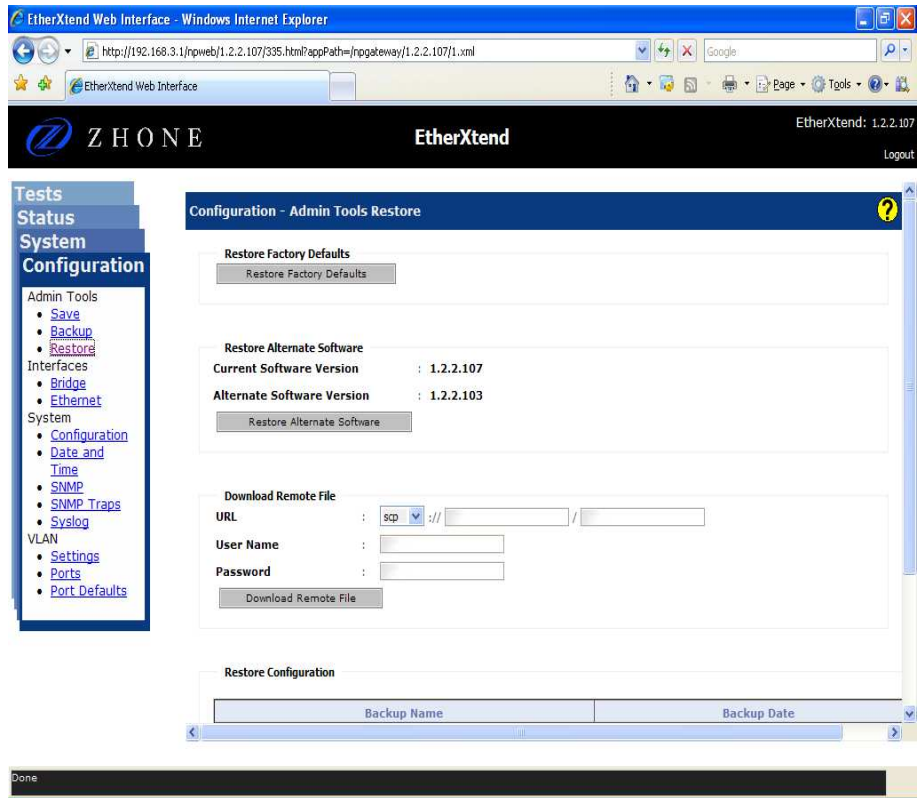 EtherXtend Web Interface - Windows Internet Explorer
http://192.168.3.1/npweb/1.2.2.107/335.html?appPath=/npgateway/1.2.2.107/1.xml
Google
EtherXtend Web Interface
Page
Tools
ZHONE
EtherXtend
EtherXtend: 1.2.2.107
Logout
Tests
Status
System
Configuration
Admin Tools
Save
Backup
Restore
Interfaces
Bridge
Ethernet
System
Configuration
Date and
Time
SNMP
SNMP Traps
Syslog
VLAN
Settings
Ports
Port Defaults
Configuration - Admin Tools Restore
?
Restore Factory Defaults
Restore Factory Defaults
Restore Alternate Software
Current Software Version : 1.2.2.107
Alternate Software Version : 1.2.2.103
Restore Alternate Software
Download Remote File
URL : scp :// /
User Name :
Password :
Download Remote File
Restore Configuration
Backup Name Backup Date
Done